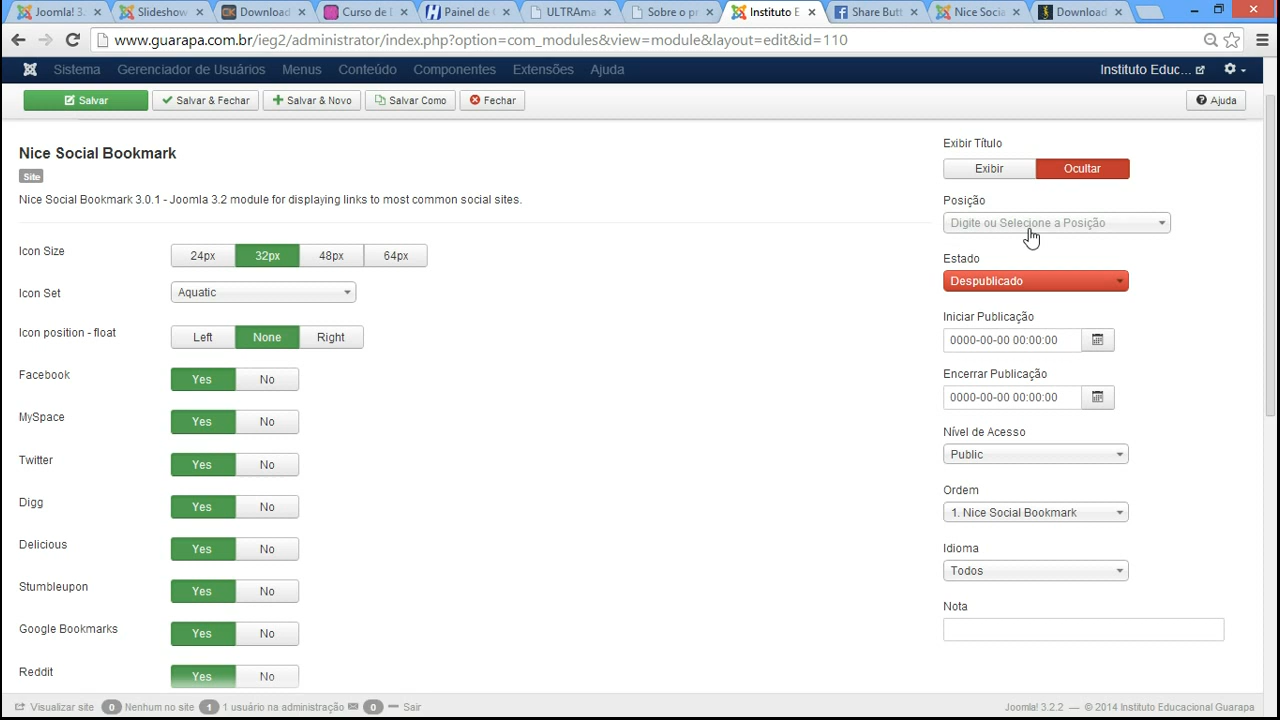 Joomla! 3.
Slideshow
Download
Curso de D
Painel de C
ULTRAma
Sobre o pr
Instituto E
Share Butt
Nice Socia
Download
www.guarapa.com.br/ieg2/administrator/index.php?option=com_modules&view=module&layout=edit&id=110
Sistema Gerenciador de Usuários Menus Conteúdo Componentes Extensões Ajuda Instituto Educ...
Salvar Salvar & Fechar Salvar & Novo Salvar Como Fechar Ajuda
Nice Social Bookmark
Site
Nice Social Bookmark 3.0.1 - Joomla 3.2 module for displaying links to most common social sites.
Icon Size 24px 32px 48px 64px
Icon Set Aquatic
Icon position - float Left None Right
Facebook Yes No
MySpace Yes No
Twitter Yes No
Digg Yes No
Delicious Yes No
Stumbleupon Yes No
Google Bookmarks Yes No
Reddit Yes No
Exibir Título
Exibir Ocultar
Posição
Digite ou Selecione a Posição
Estado
Despublicado
Iniciar Publicação
0000-00-00 00:00:00
Encerrar Publicação
0000-00-00 00:00:00
Nível de Acesso
Public
Ordem
1. Nice Social Bookmark
Idioma
Todos
Nota
Visualizar site 0 Nenhum no site 1 1 usuário na administração 0 Sair Joomla! 3.2.2 — © 2014 Instituto Educacional Guarapa